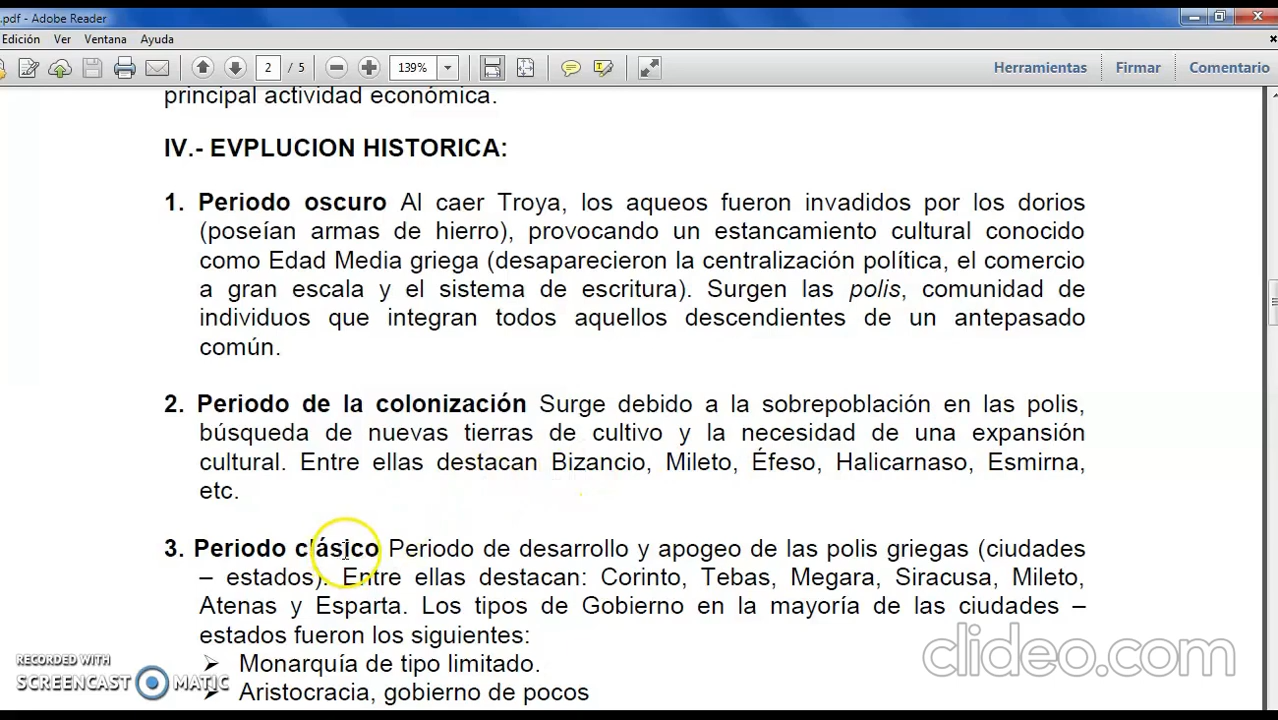 .pdf - Adobe Reader
Edición Ver Ventana Ayuda
2 / 5 139% Herramientas Firmar Comentario
principal actividad económica.
IV.- EVPLUCION HISTORICA:
1. Periodo oscuro Al caer Troya, los aqueos fueron invadidos por los dorios
(poseían armas de hierro), provocando un estancamiento cultural conocido
como Edad Media griega (desaparecieron la centralización política, el comercio
a gran escala y el sistema de escritura). Surgen las polis, comunidad de
individuos que integran todos aquellos descendientes de un antepasado
común.
2. Periodo de la colonización Surge debido a la sobrepoblación en las polis,
búsqueda de nuevas tierras de cultivo y la necesidad de una expansión
cultural. Entre ellas destacan Bizancio, Mileto, Éfeso, Halicarnaso, Esmirna,
etc.
3. Periodo clásico Periodo de desarrollo y apogeo de las polis griegas (ciudades
– estados). Entre ellas destacan: Corinto, Tebas, Megara, Siracusa, Mileto,
Atenas y Esparta. Los tipos de Gobierno en la mayoría de las ciudades –
estados fueron los siguientes:
➢ Monarquía de tipo limitado.
➢ Aristocracia, gobierno de pocos
RECORDED WITH
SCREENCAST MATIC
clideo.com